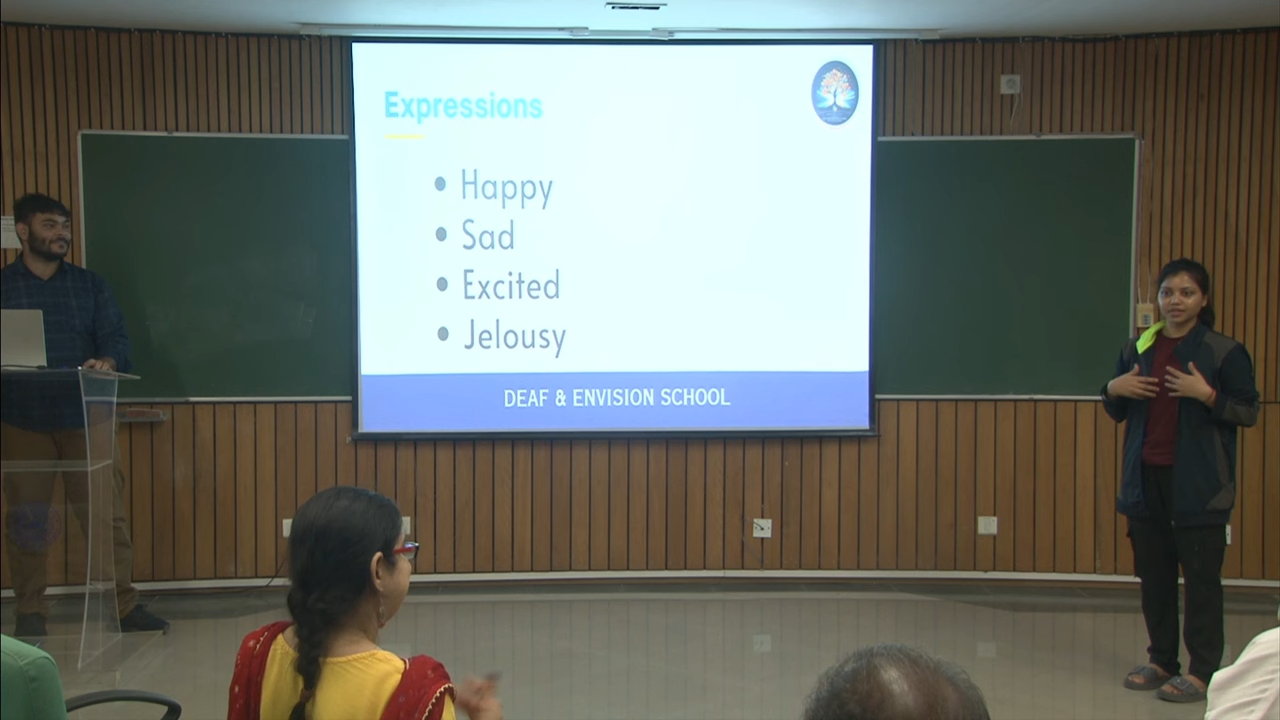 Expressions
• Happy
• Sad
• Excited
• Jelousy
DEAF & ENVISION SCHOOL